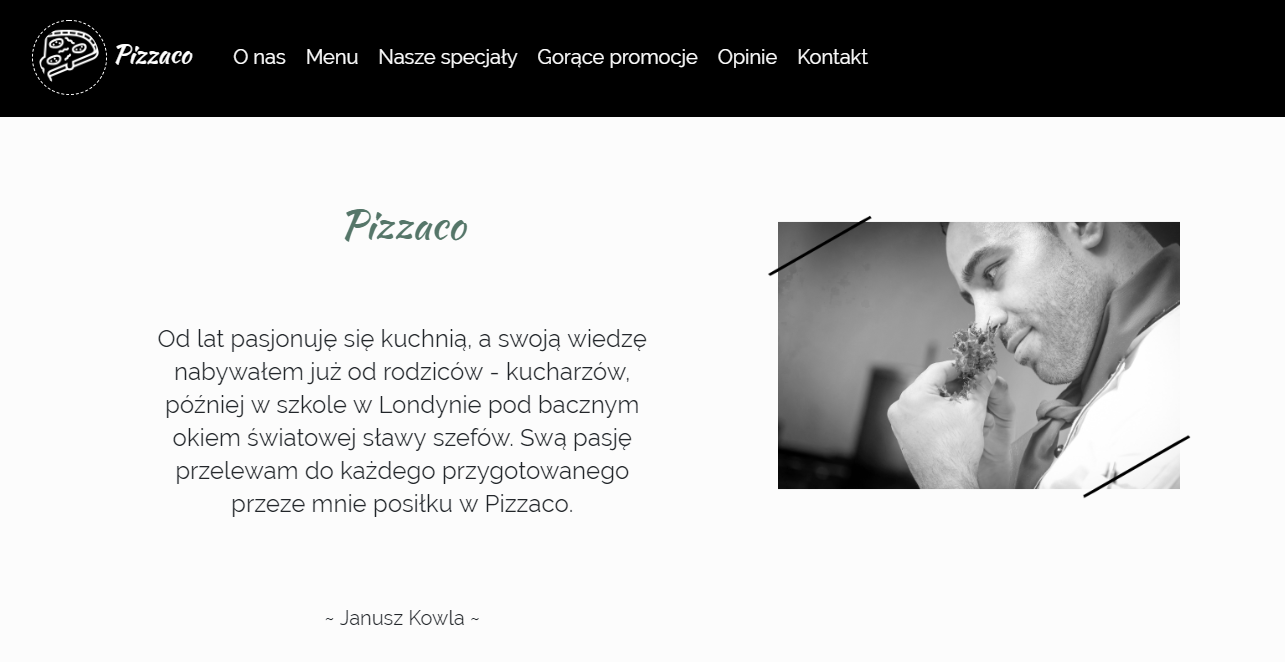 Pizzaco
O nas Menu Nasze specjały Gorące promocje Opinie Kontakt
Pizzaco
Od lat pasjonuję się kuchnią, a swoją wiedzę
nabywałem już od rodziców - kucharzów,
później w szkole w Londynie pod bacznym
okiem światowej sławy szefów. Swą pasję
przelewam do każdego przygotowanego
przeze mnie posiłku w Pizzaco.
~ Janusz Kowla ~